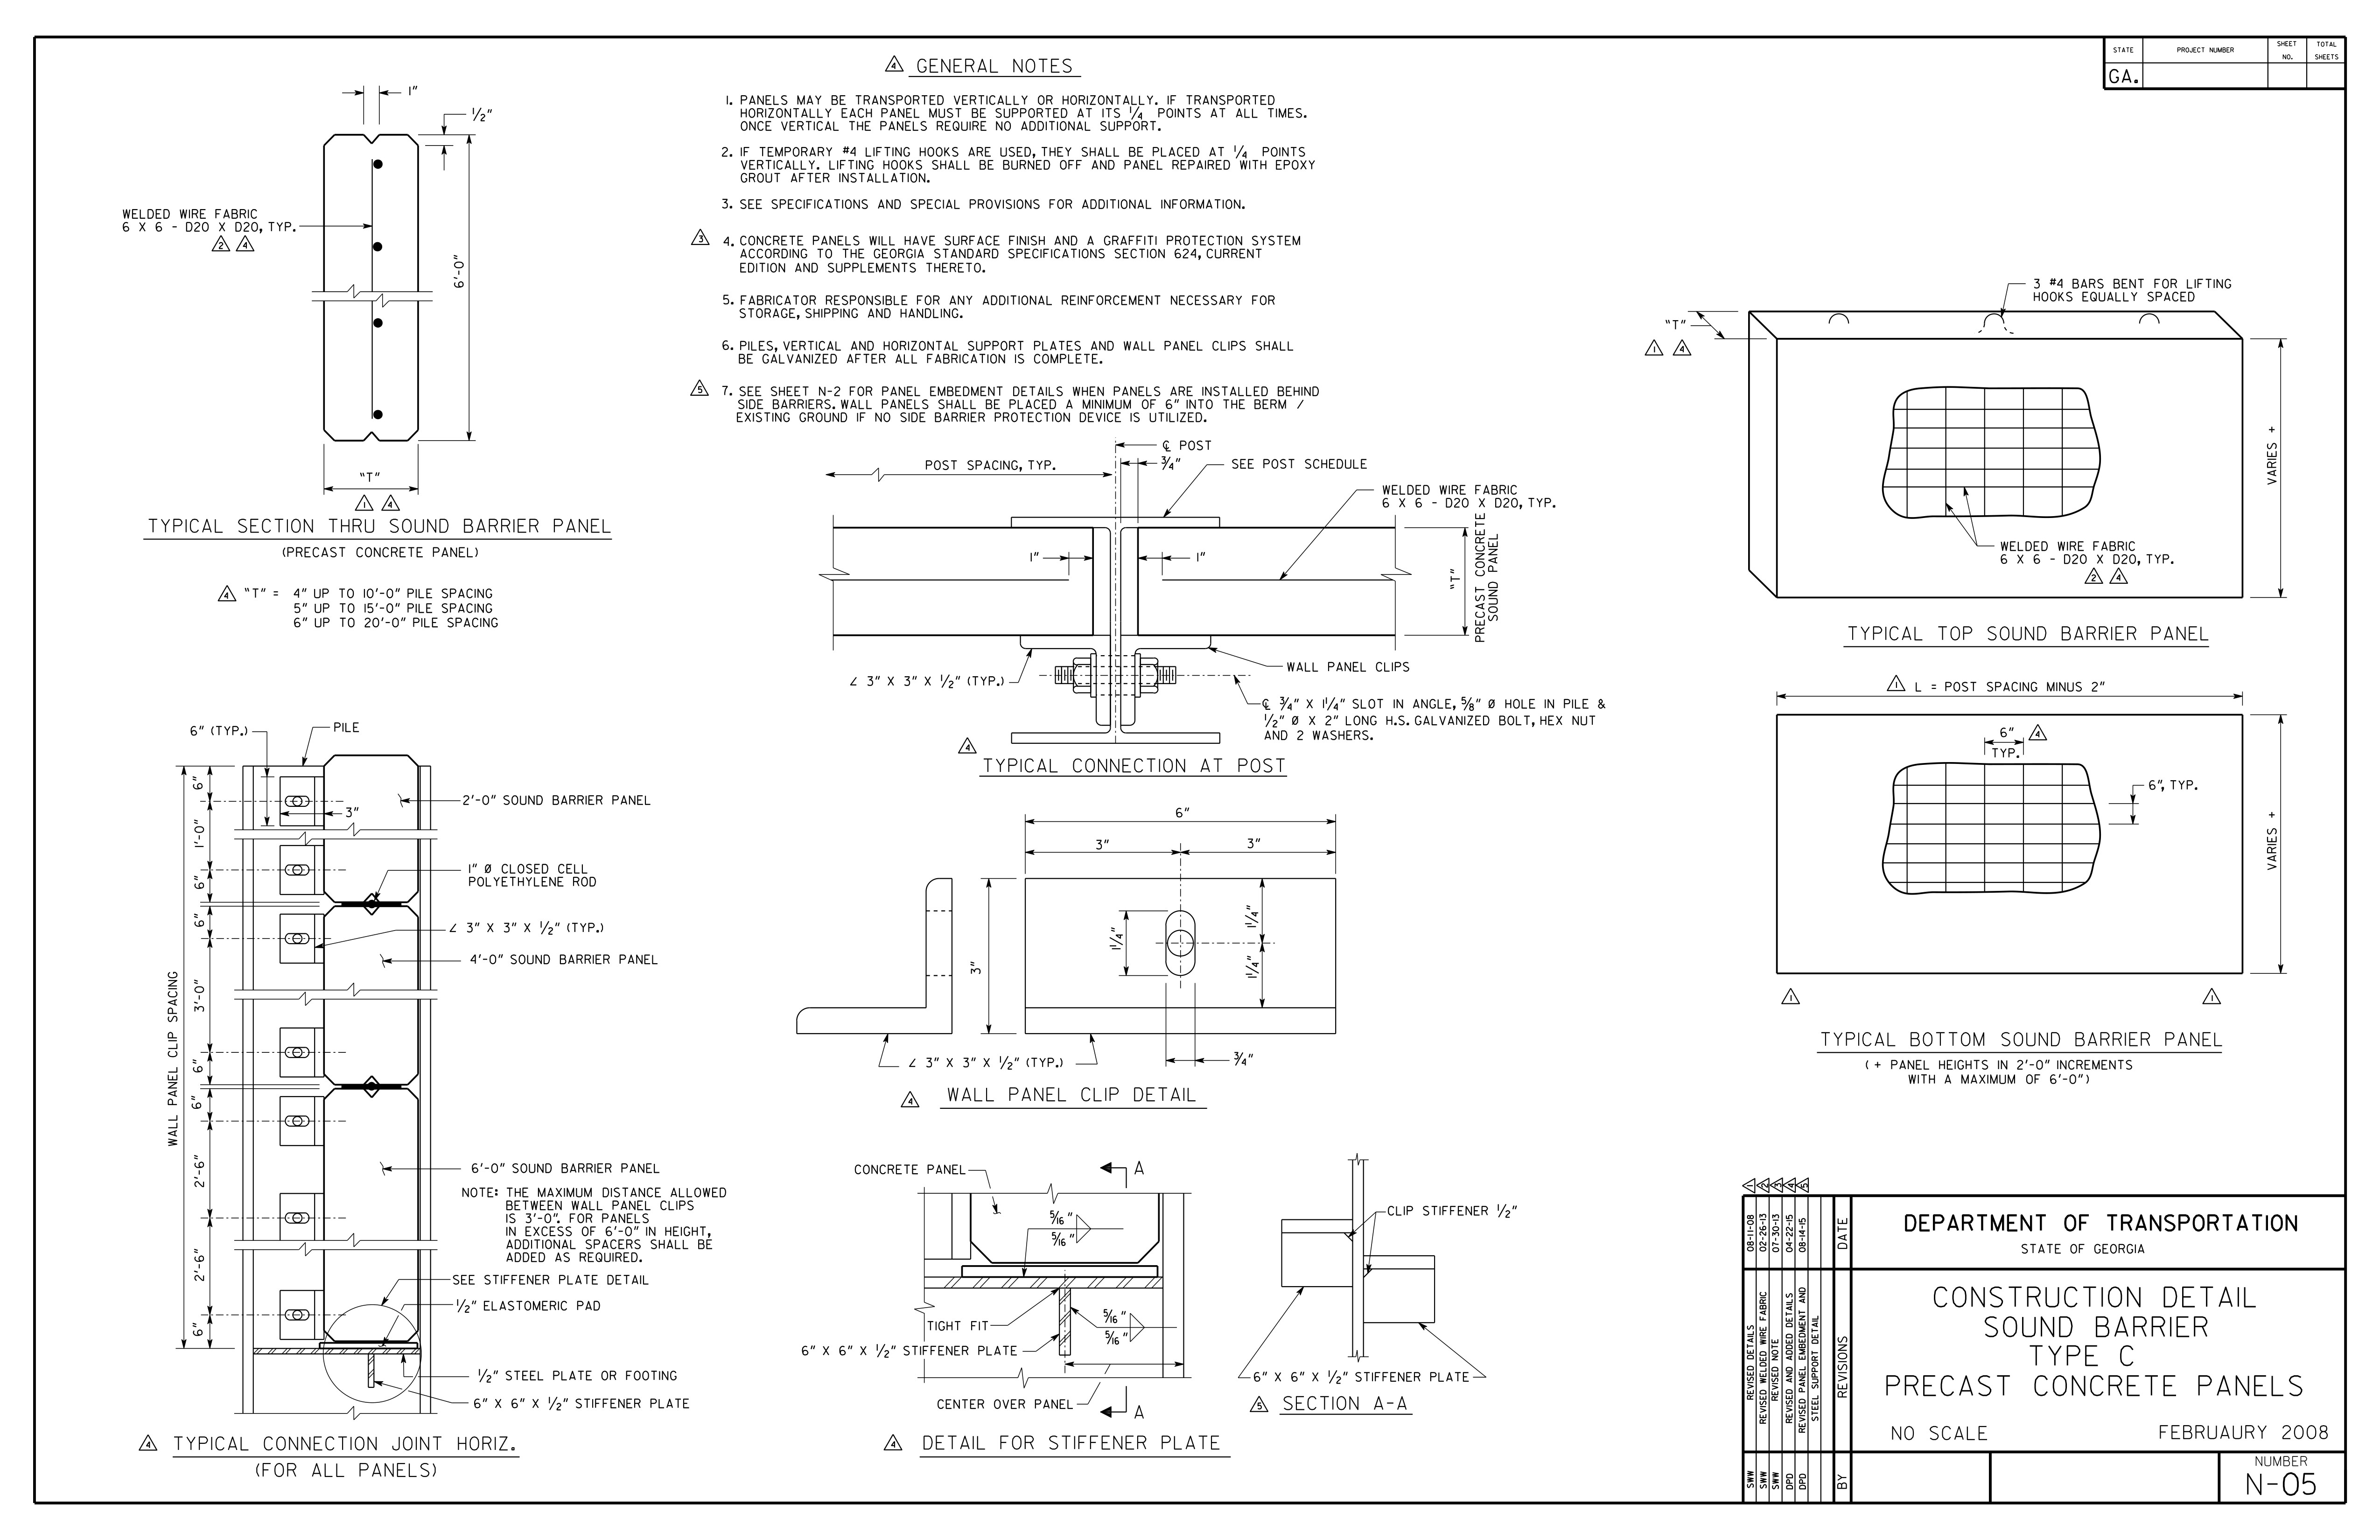 STATE
PROJECT NUMBER
SHEET NO.
TOTAL SHEETS
GA.
4 GENERAL NOTES
1. PANELS MAY BE TRANSPORTED VERTICALLY OR HORIZONTALLY. IF TRANSPORTED
HORIZONTALLY EACH PANEL MUST BE SUPPORTED AT ITS 1/4 POINTS AT ALL TIMES.
ONCE VERTICAL THE PANELS REQUIRE NO ADDITIONAL SUPPORT.
2. IF TEMPORARY #4 LIFTING HOOKS ARE USED, THEY SHALL BE PLACED AT 1/4 POINTS
VERTICALLY. LIFTING HOOKS SHALL BE BURNED OFF AND PANEL REPAIRED WITH EPOXY
GROUT AFTER INSTALLATION.
3. SEE SPECIFICATIONS AND SPECIAL PROVISIONS FOR ADDITIONAL INFORMATION.
3 4. CONCRETE PANELS WILL HAVE SURFACE FINISH AND A GRAFFITI PROTECTION SYSTEM
ACCORDING TO THE GEORGIA STANDARD SPECIFICATIONS SECTION 624, CURRENT
EDITION AND SUPPLEMENTS THERETO.
5. FABRICATOR RESPONSIBLE FOR ANY ADDITIONAL REINFORCEMENT NECESSARY FOR
STORAGE, SHIPPING AND HANDLING.
6. PILES, VERTICAL AND HORIZONTAL SUPPORT PLATES AND WALL PANEL CLIPS SHALL
BE GALVANIZED AFTER ALL FABRICATION IS COMPLETE.
5 7. SEE SHEET N-2 FOR PANEL EMBEDMENT DETAILS WHEN PANELS ARE INSTALLED BEHIND
SIDE BARRIERS. WALL PANELS SHALL BE PLACED A MINIMUM OF 6" INTO THE BERM /
EXISTING GROUND IF NO SIDE BARRIER PROTECTION DEVICE IS UTILIZED.
1"
1/2"
WELDED WIRE FABRIC
6 X 6 - D20 X D20, TYP.
2 4
6'-0"
"T"
1 4
TYPICAL SECTION THRU SOUND BARRIER PANEL
(PRECAST CONCRETE PANEL)
4 "T" = 4" UP TO 10'-0" PILE SPACING
5" UP TO 15'-0" PILE SPACING
6" UP TO 20'-0" PILE SPACING
℄ POST
POST SPACING, TYP.
3/4"
SEE POST SCHEDULE
WELDED WIRE FABRIC
6 X 6 - D20 X D20, TYP.
1"
1"
"T"
PRECAST CONCRETE
SOUND PANEL
WALL PANEL CLIPS
∠ 3" X 3" X 1/2" (TYP.)
℄ 3/4" X 1 1/4" SLOT IN ANGLE, 5/8" Ø HOLE IN PILE &
1/2" Ø X 2" LONG H.S. GALVANIZED BOLT, HEX NUT
AND 2 WASHERS.
4
TYPICAL CONNECTION AT POST
3 #4 BARS BENT FOR LIFTING
HOOKS EQUALLY SPACED
"T"
1 4
VARIES +
WELDED WIRE FABRIC
6 X 6 - D20 X D20, TYP.
2 4
TYPICAL TOP SOUND BARRIER PANEL
1 L = POST SPACING MINUS 2"
6" 4
TYP.
6", TYP.
VARIES +
1
1
TYPICAL BOTTOM SOUND BARRIER PANEL
( + PANEL HEIGHTS IN 2'-0" INCREMENTS
WITH A MAXIMUM OF 6'-0")
6" (TYP.)
PILE
6"
3"
2'-0" SOUND BARRIER PANEL
1'-0"
6"
1" Ø CLOSED CELL
POLYETHYLENE ROD
6"
∠ 3" X 3" X 1/2" (TYP.)
4'-0" SOUND BARRIER PANEL
WALL PANEL CLIP SPACING
3'-0"
6"
6"
2'-6"
6'-0" SOUND BARRIER PANEL
NOTE: THE MAXIMUM DISTANCE ALLOWED
BETWEEN WALL PANEL CLIPS
IS 3'-0". FOR PANELS
IN EXCESS OF 6'-0" IN HEIGHT,
ADDITIONAL SPACERS SHALL BE
ADDED AS REQUIRED.
2'-6"
SEE STIFFENER PLATE DETAIL
1/2" ELASTOMERIC PAD
6"
1/2" STEEL PLATE OR FOOTING
6" X 6" X 1/2" STIFFENER PLATE
4 TYPICAL CONNECTION JOINT HORIZ.
(FOR ALL PANELS)
6"
3"
3"
3"
1 1/4"
1 1/4"
1 1/4"
∠ 3" X 3" X 1/2" (TYP.)
3/4"
4 WALL PANEL CLIP DETAIL
CONCRETE PANEL
A
5/16"
5/16"
5/16"
5/16"
TIGHT FIT
6" X 6" X 1/2" STIFFENER PLATE
CENTER OVER PANEL
A
4 DETAIL FOR STIFFENER PLATE
CLIP STIFFENER 1/2"
6" X 6" X 1/2" STIFFENER PLATE
5 SECTION A-A
1 2 3 4 5
08-11-08
02-26-13
07-30-13
04-22-15
08-14-15
DATE
REVISED DETAILS
REVISED WELDED WIRE FABRIC
REVISED NOTE
REVISED AND ADDED DETAILS
REVISED PANEL EMBEDMENT AND
STEEL SUPPORT DETAIL
REVISIONS
SWW
SWW
SWW
DPD
DPD
BY
DEPARTMENT OF TRANSPORTATION
STATE OF GEORGIA
CONSTRUCTION DETAIL
SOUND BARRIER
TYPE C
PRECAST CONCRETE PANELS
NO SCALE
FEBRUAURY 2008
NUMBER
N-05